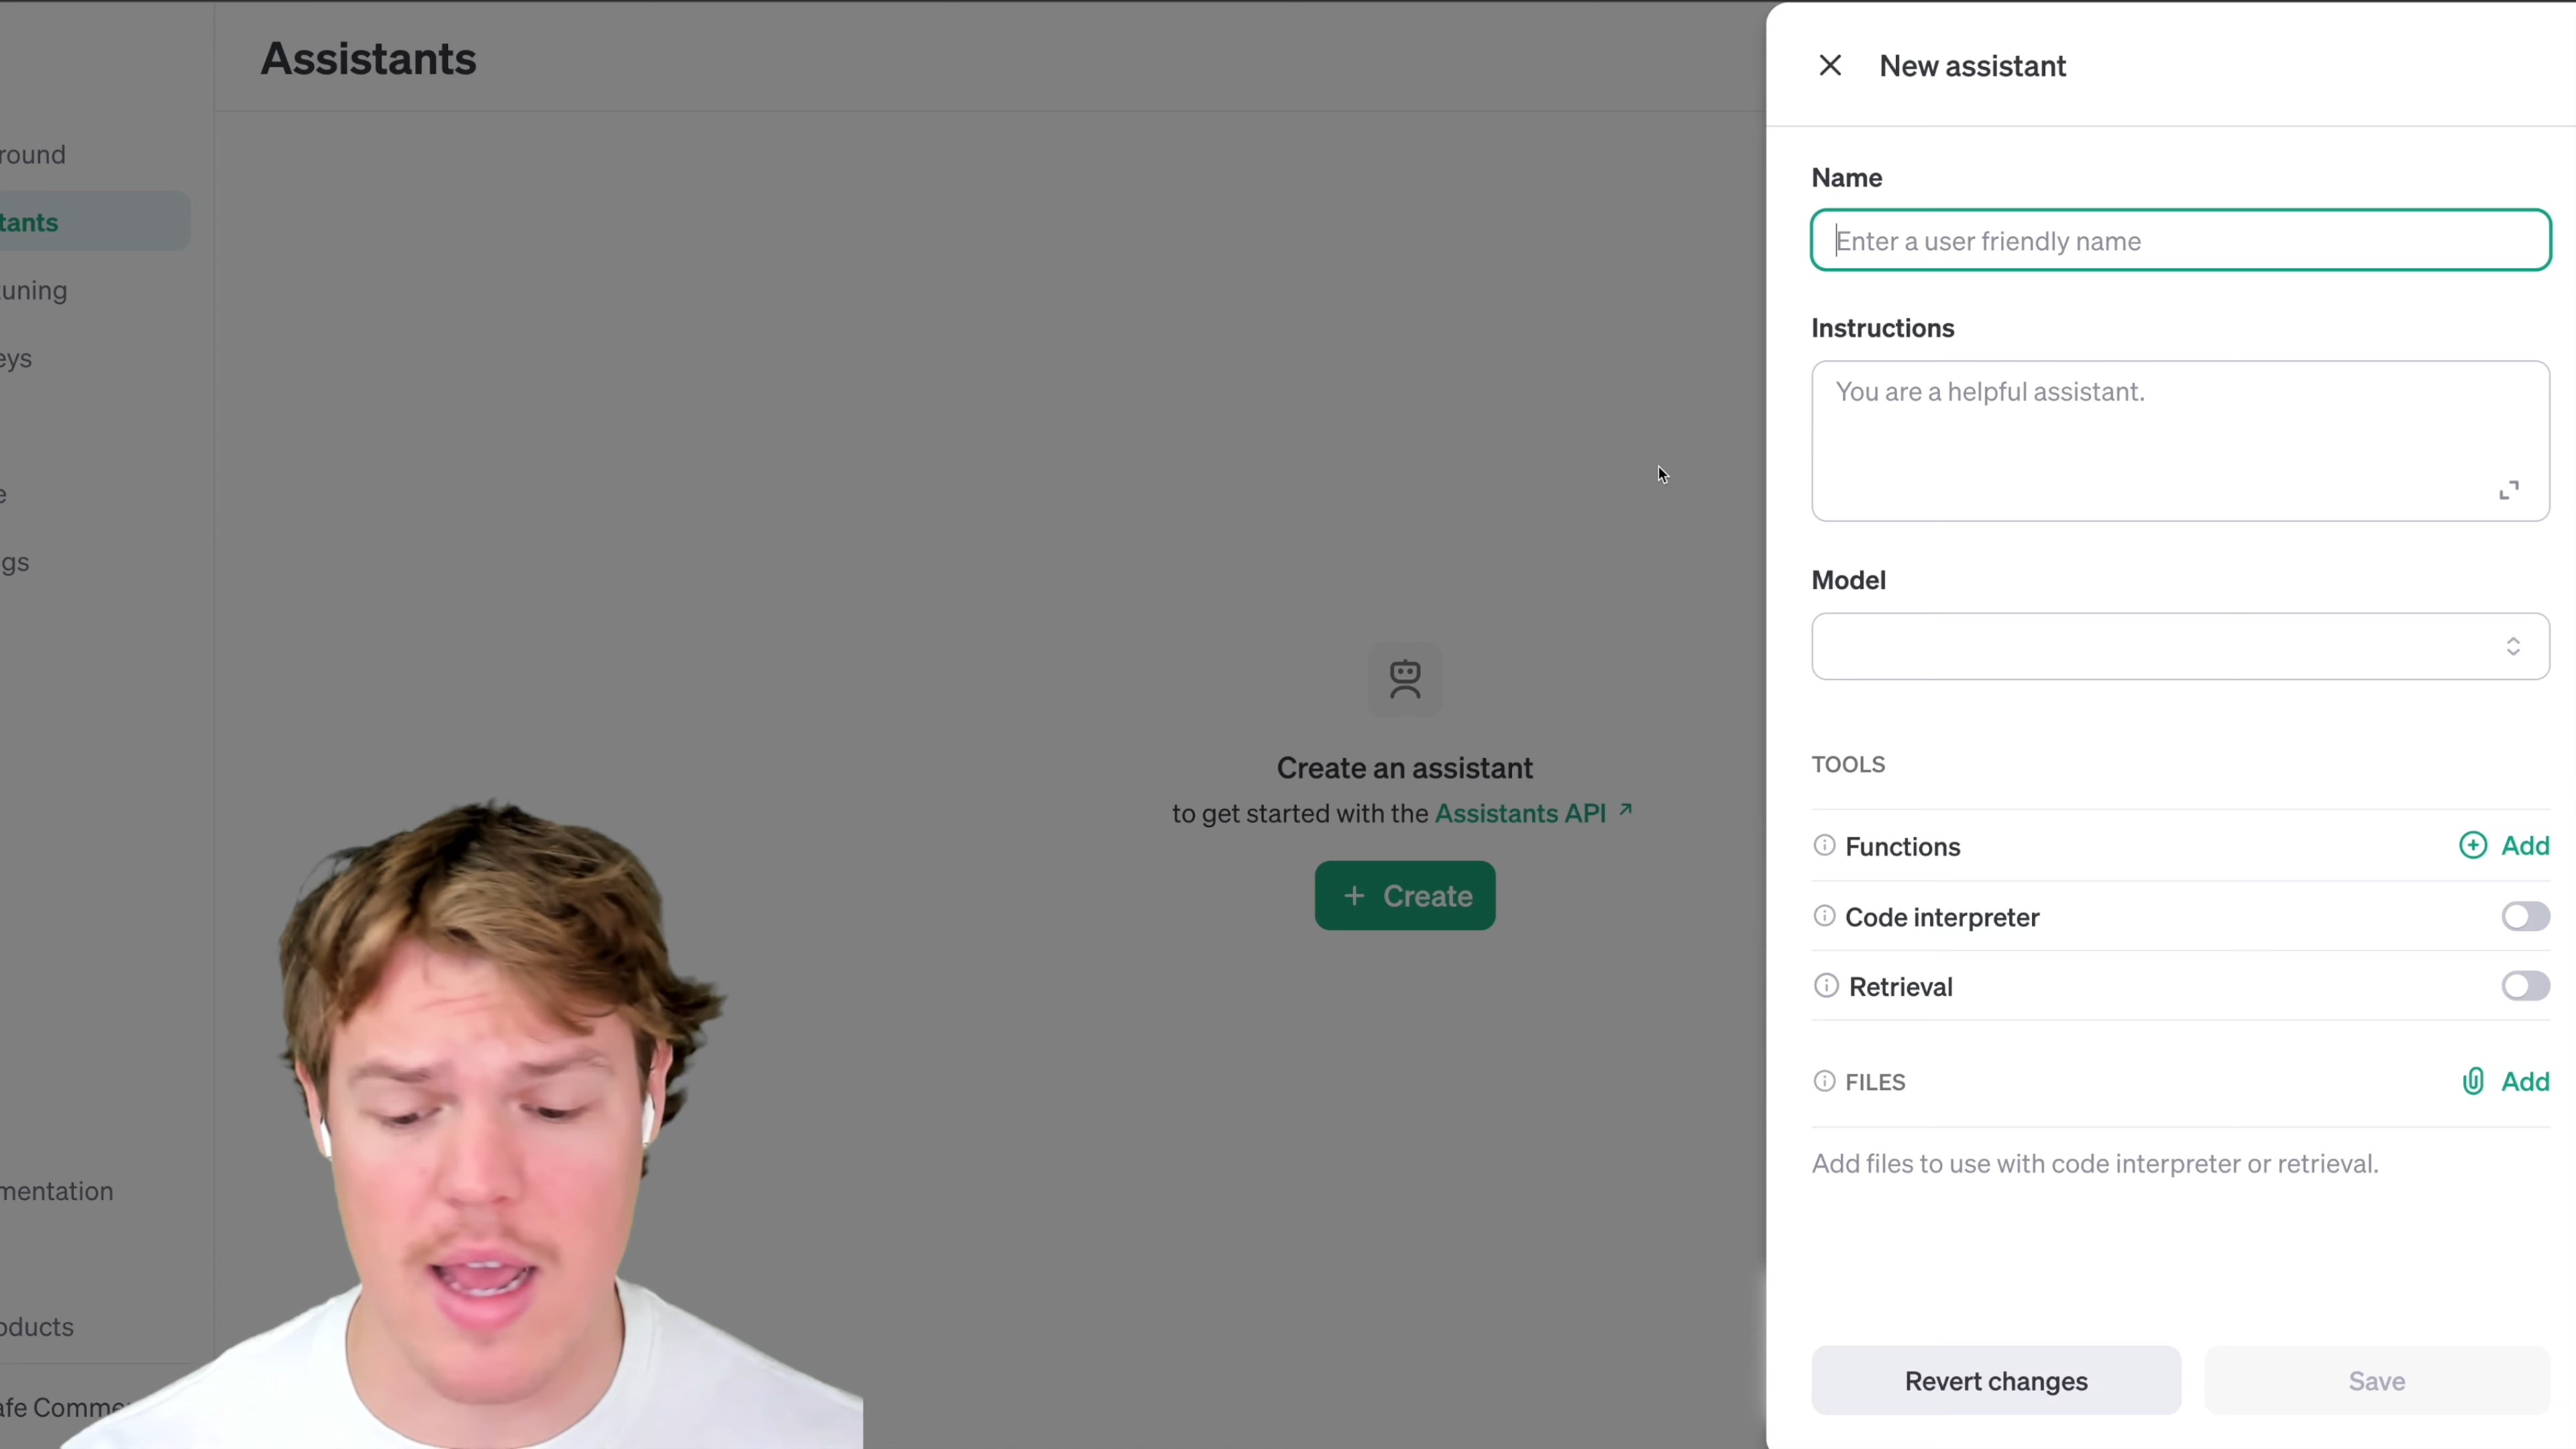 Assistants
round
tants
tuning
eys
e
gs
mentation
oducts
afe Comme
Create an assistant
to get started with the Assistants API ↗
+ Create
New assistant
Name
Enter a user friendly name
Instructions
You are a helpful assistant.
Model
TOOLS
Functions
Add
Code interpreter
Retrieval
FILES
Add
Add files to use with code interpreter or retrieval.
Revert changes
Save